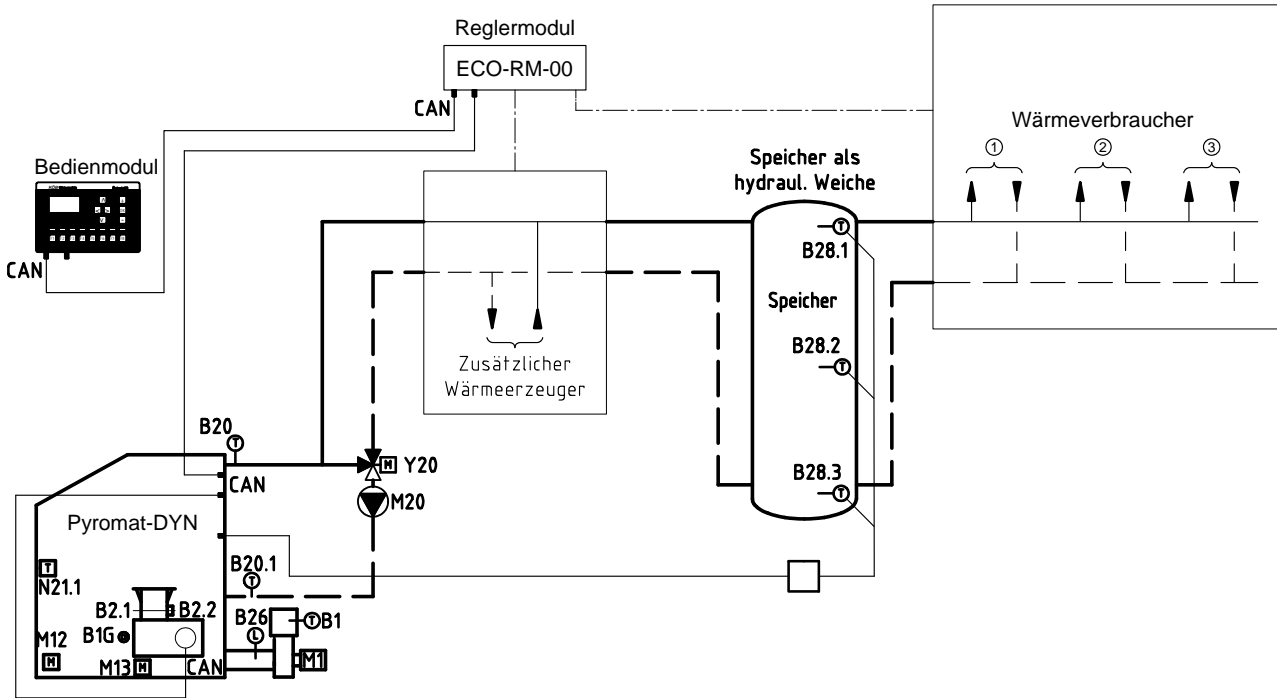 Reglermodul
ECO-RM-00
CAN
Bedienmodul
CAN
Wärmeverbraucher
1
2
3
Speicher als
hydraul. Weiche
T
B28.1
Speicher
B28.2
T
B28.3
T
Zusätzlicher
Wärmeerzeuger
B20
T
M
Y20
CAN
M20
Pyromat-DYN
T
N21.1
B20.1
T
B2.1
B2.2
B26
L
T
B1
B1G
M12
M
M13
M
CAN
M1